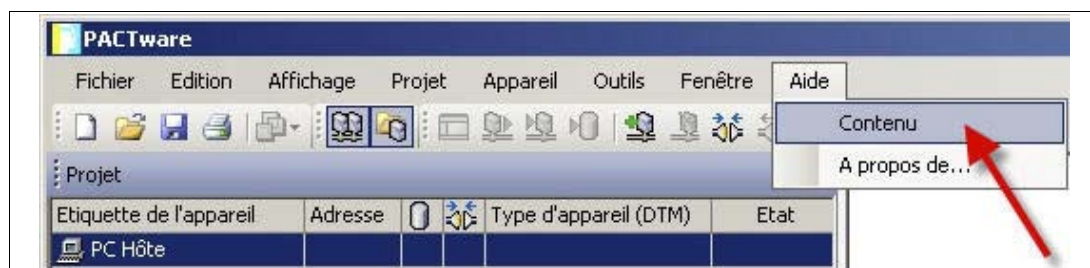 PACTware
Fichier Edition Affichage Projet Appareil Outils Fenêtre Aide
Contenu
A propos de...
Projet
Etiquette de l'appareil Adresse Type d'appareil (DTM) Etat
PC Hôte